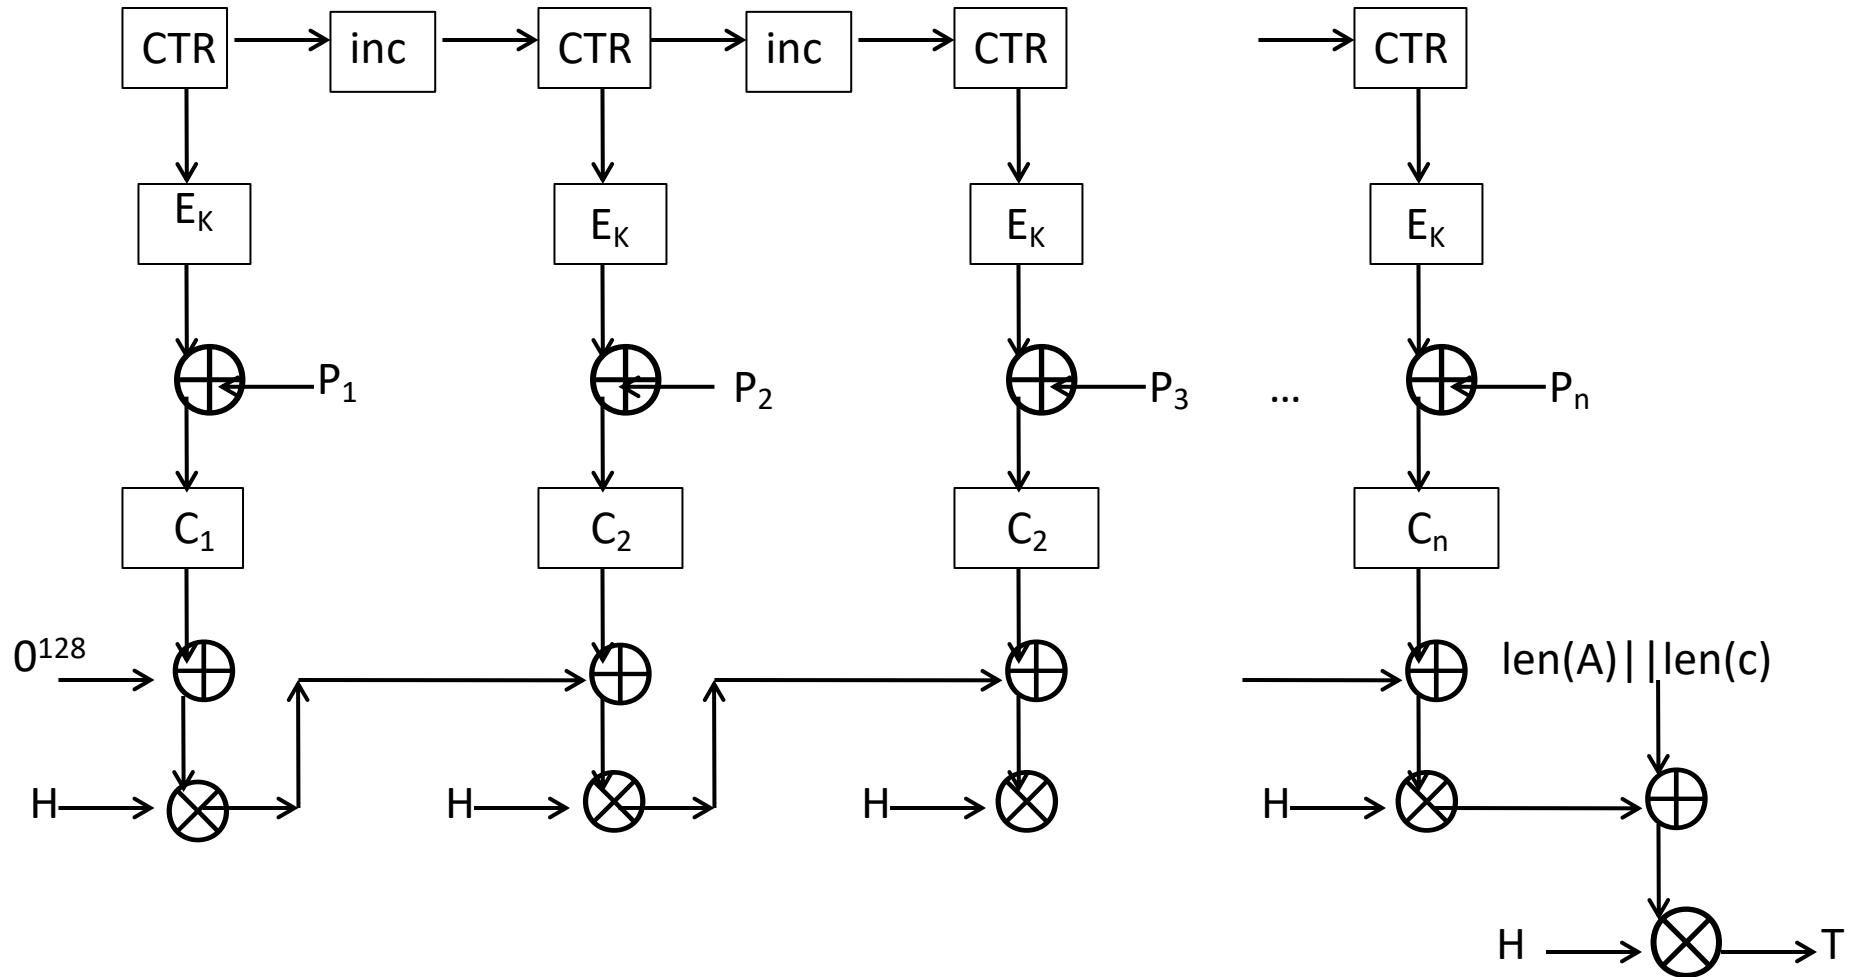 CTR inc CTR inc CTR CTR
E_K E_K E_K E_K
P_1 P_2 P_3 ... P_n
C_1 C_2 C_2 C_n
0^128 len(A)||len(c)
H H H H
H T